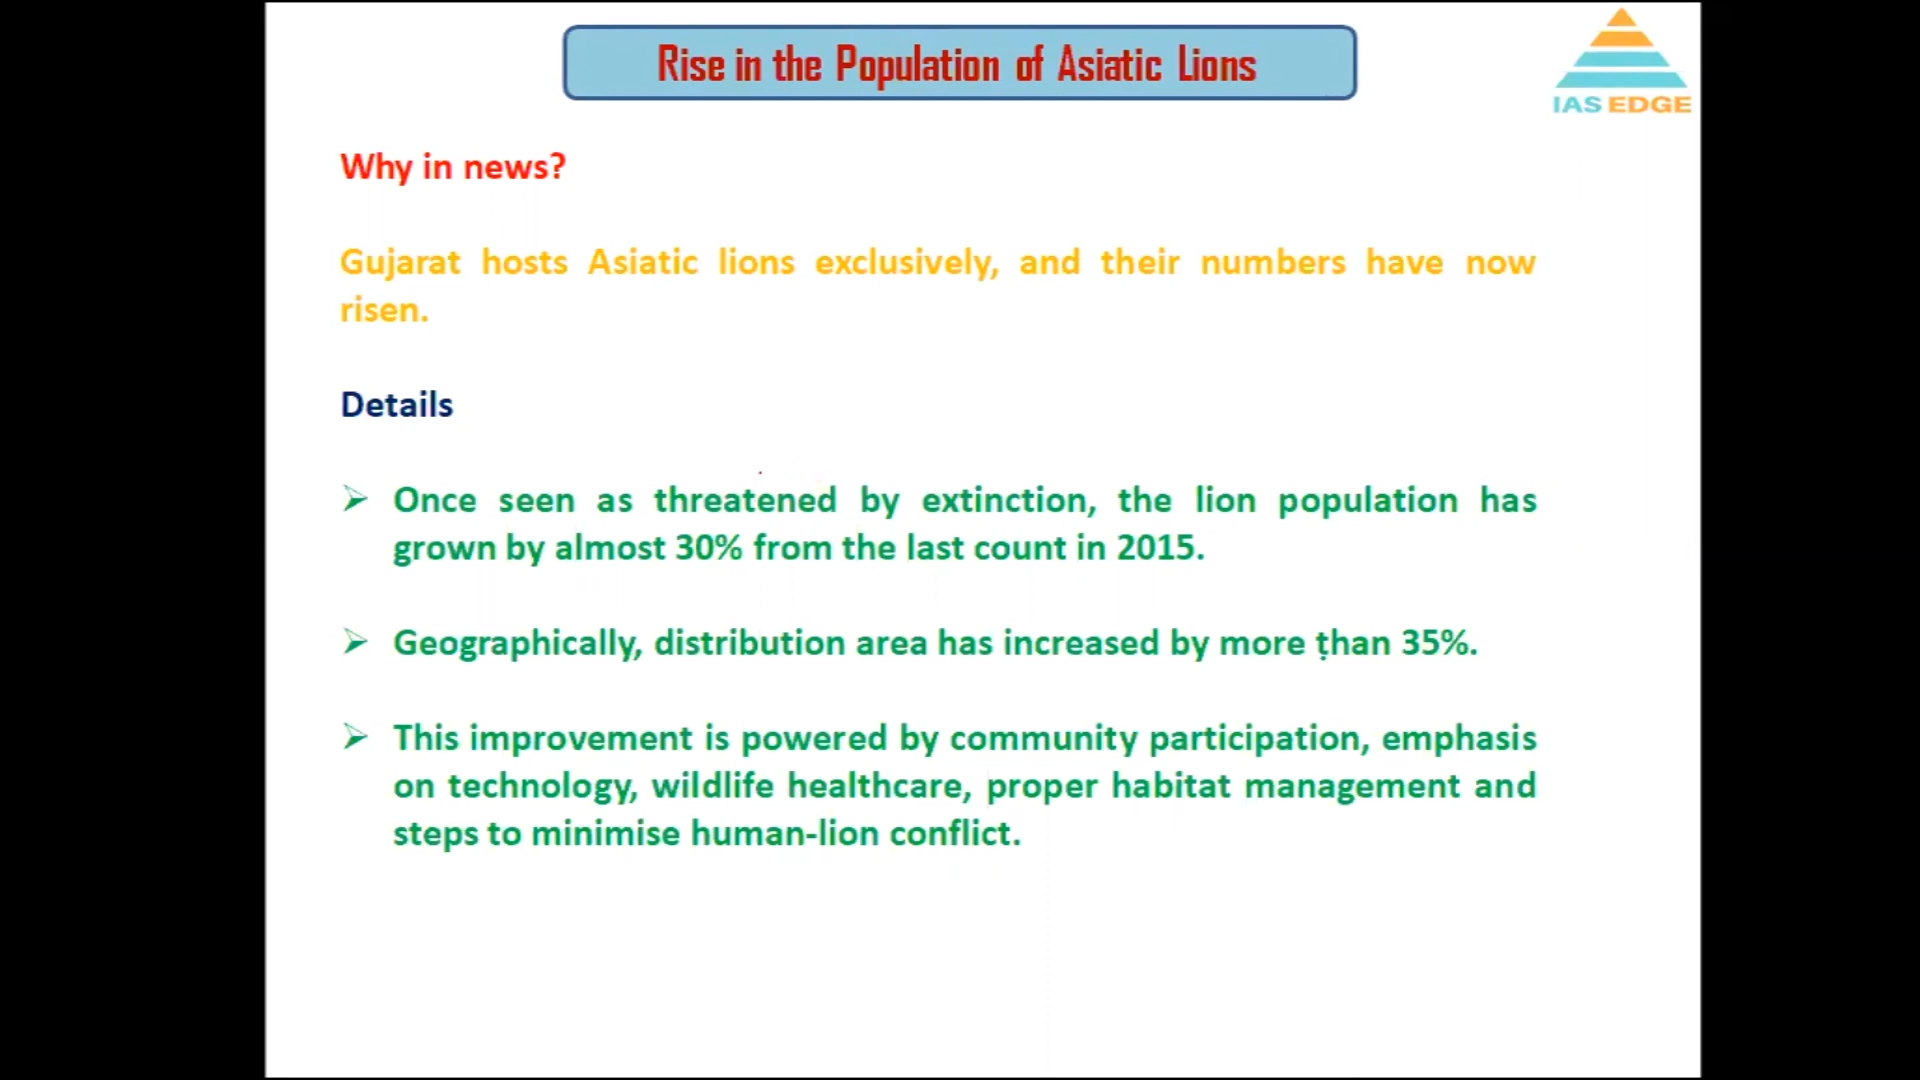 Rise in the Population of Asiatic Lions
IAS EDGE
Why in news?
Gujarat hosts Asiatic lions exclusively, and their numbers have now
risen.
Details
➢ Once seen as threatened by extinction, the lion population has
grown by almost 30% from the last count in 2015.
➢ Geographically, distribution area has increased by more than 35%.
➢ This improvement is powered by community participation, emphasis
on technology, wildlife healthcare, proper habitat management and
steps to minimise human-lion conflict.